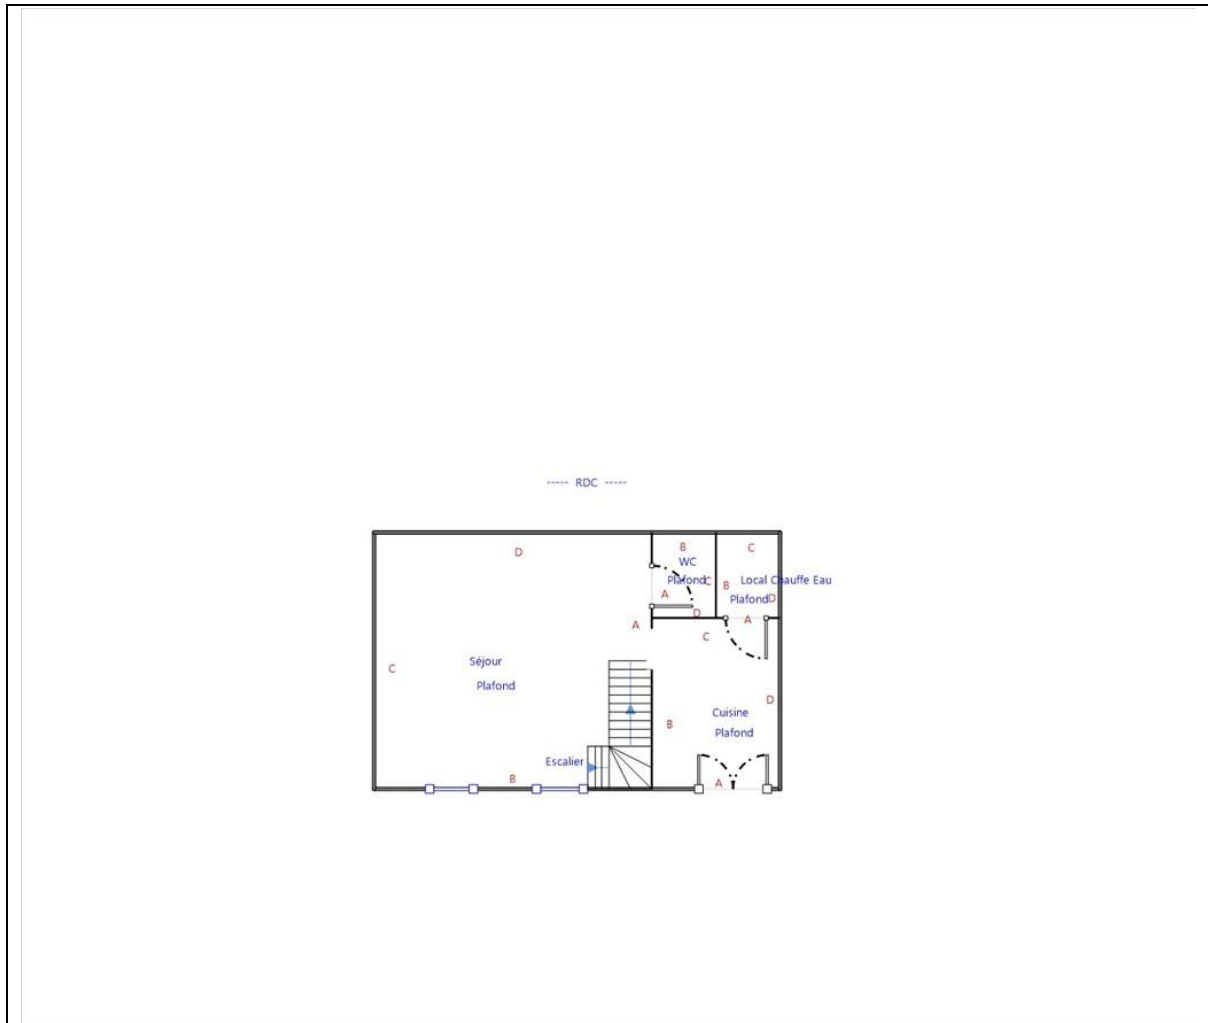 ----- RDC -----
D
B
C
WC
Plafond
C
B
Local Chauffe Eau
A
Plafond
D
D
A
A
C
C
Séjour
Plafond
D
Cuisine
B
Plafond
Escalier
B
A